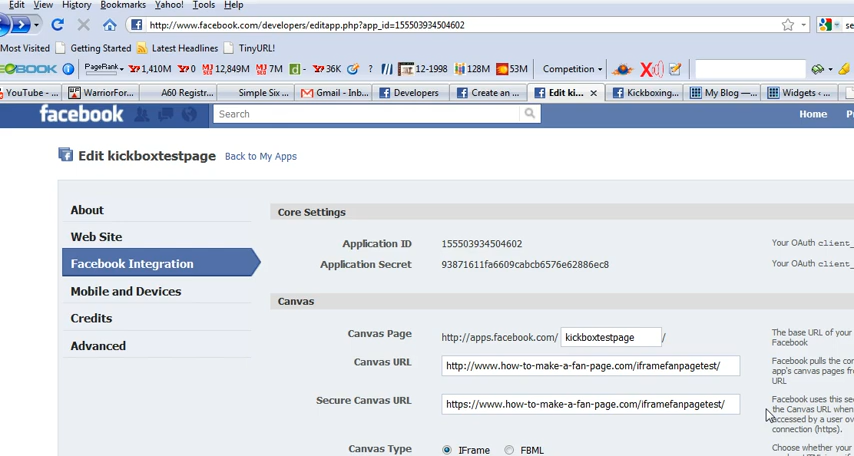 it View History Bookmarks Yahoo! Tools Help
http://www.facebook.com/developers/editapp.php?app_id=155503934504602
Most Visited Getting Started Latest Headlines TinyURL!
EBOOK PageRank 1,410M 0 12,849M 7M 36K ? 12-1998 128M 53M Competition
YouTube - ... WarriorFor... A60 Registr... Simple Six ... Gmail - Inb... Developers Create an ... Edit ki... Kickboxing... My Blog —... Widgets ‹...
facebook Search Home
Edit kickboxtestpage Back to My Apps
About
Web Site
Facebook Integration
Mobile and Devices
Credits
Advanced
Core Settings
Application ID 155503934504602 Your OAuth client_
Application Secret 93871611fa6609cabcb6576e62886ec8 Your OAuth client_
Canvas
Canvas Page http://apps.facebook.com/ kickboxtestpage / The base URL of your
Facebook
Canvas URL http://www.how-to-make-a-fan-page.com/iframefanpagetest/ Facebook pulls the co
app's canvas pages fr
URL
Secure Canvas URL https://www.how-to-make-a-fan-page.com/iframefanpagetest/ Facebook uses this se
the Canvas URL when
accessed by a user ov
connection (https).
Canvas Type IFrame FBML Choose whether your